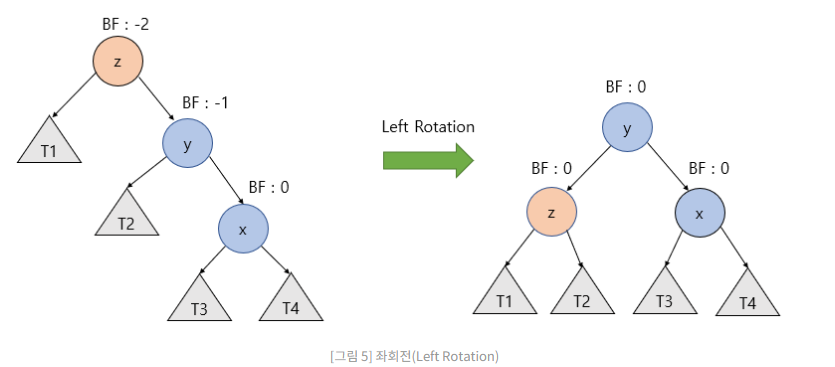 BF : -2
z
BF : -1
T1
y
BF : 0
T2
x
T3
T4
Left Rotation
BF : 0
y
BF : 0
BF : 0
z
x
T1
T2
T3
T4
[그림 5] 좌회전(Left Rotation)